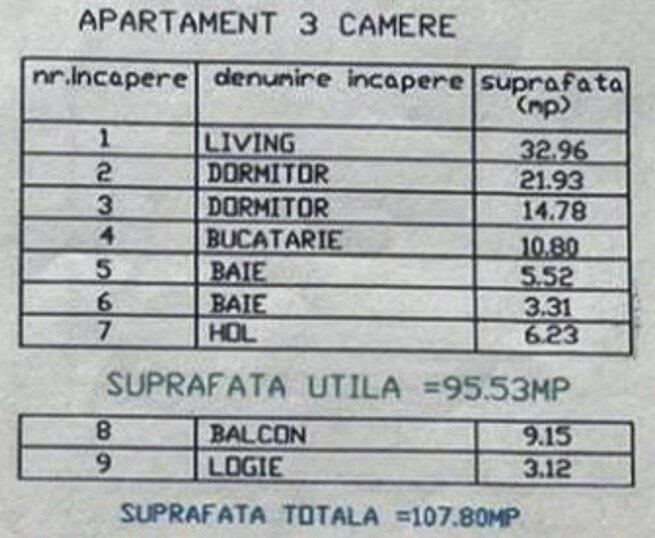 APARTAMENT 3 CAMERE
nr.Incapere denumire incapere suprafata (mp)
1 LIVING 32.96
2 DORMITOR 21.93
3 DORMITOR 14.78
4 BUCATARIE 10.80
5 BAIE 5.52
6 BAIE 3.31
7 HOL 6.23
SUPRAFATA UTILA =95.53MP
8 BALCON 9.15
9 LOGIE 3.12
SUPRAFATA TOTALA =107.80MP